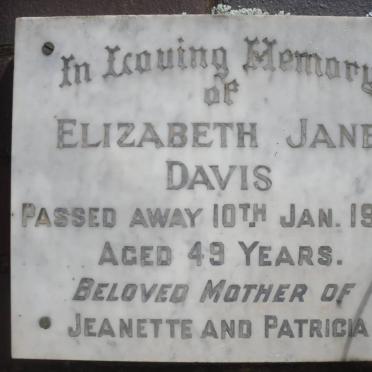 In Loving Memory
of
ELIZABETH JANE
DAVIS
PASSED AWAY 10TH JAN. 19
AGED 49 YEARS.
BELOVED MOTHER OF
JEANETTE AND PATRICIA